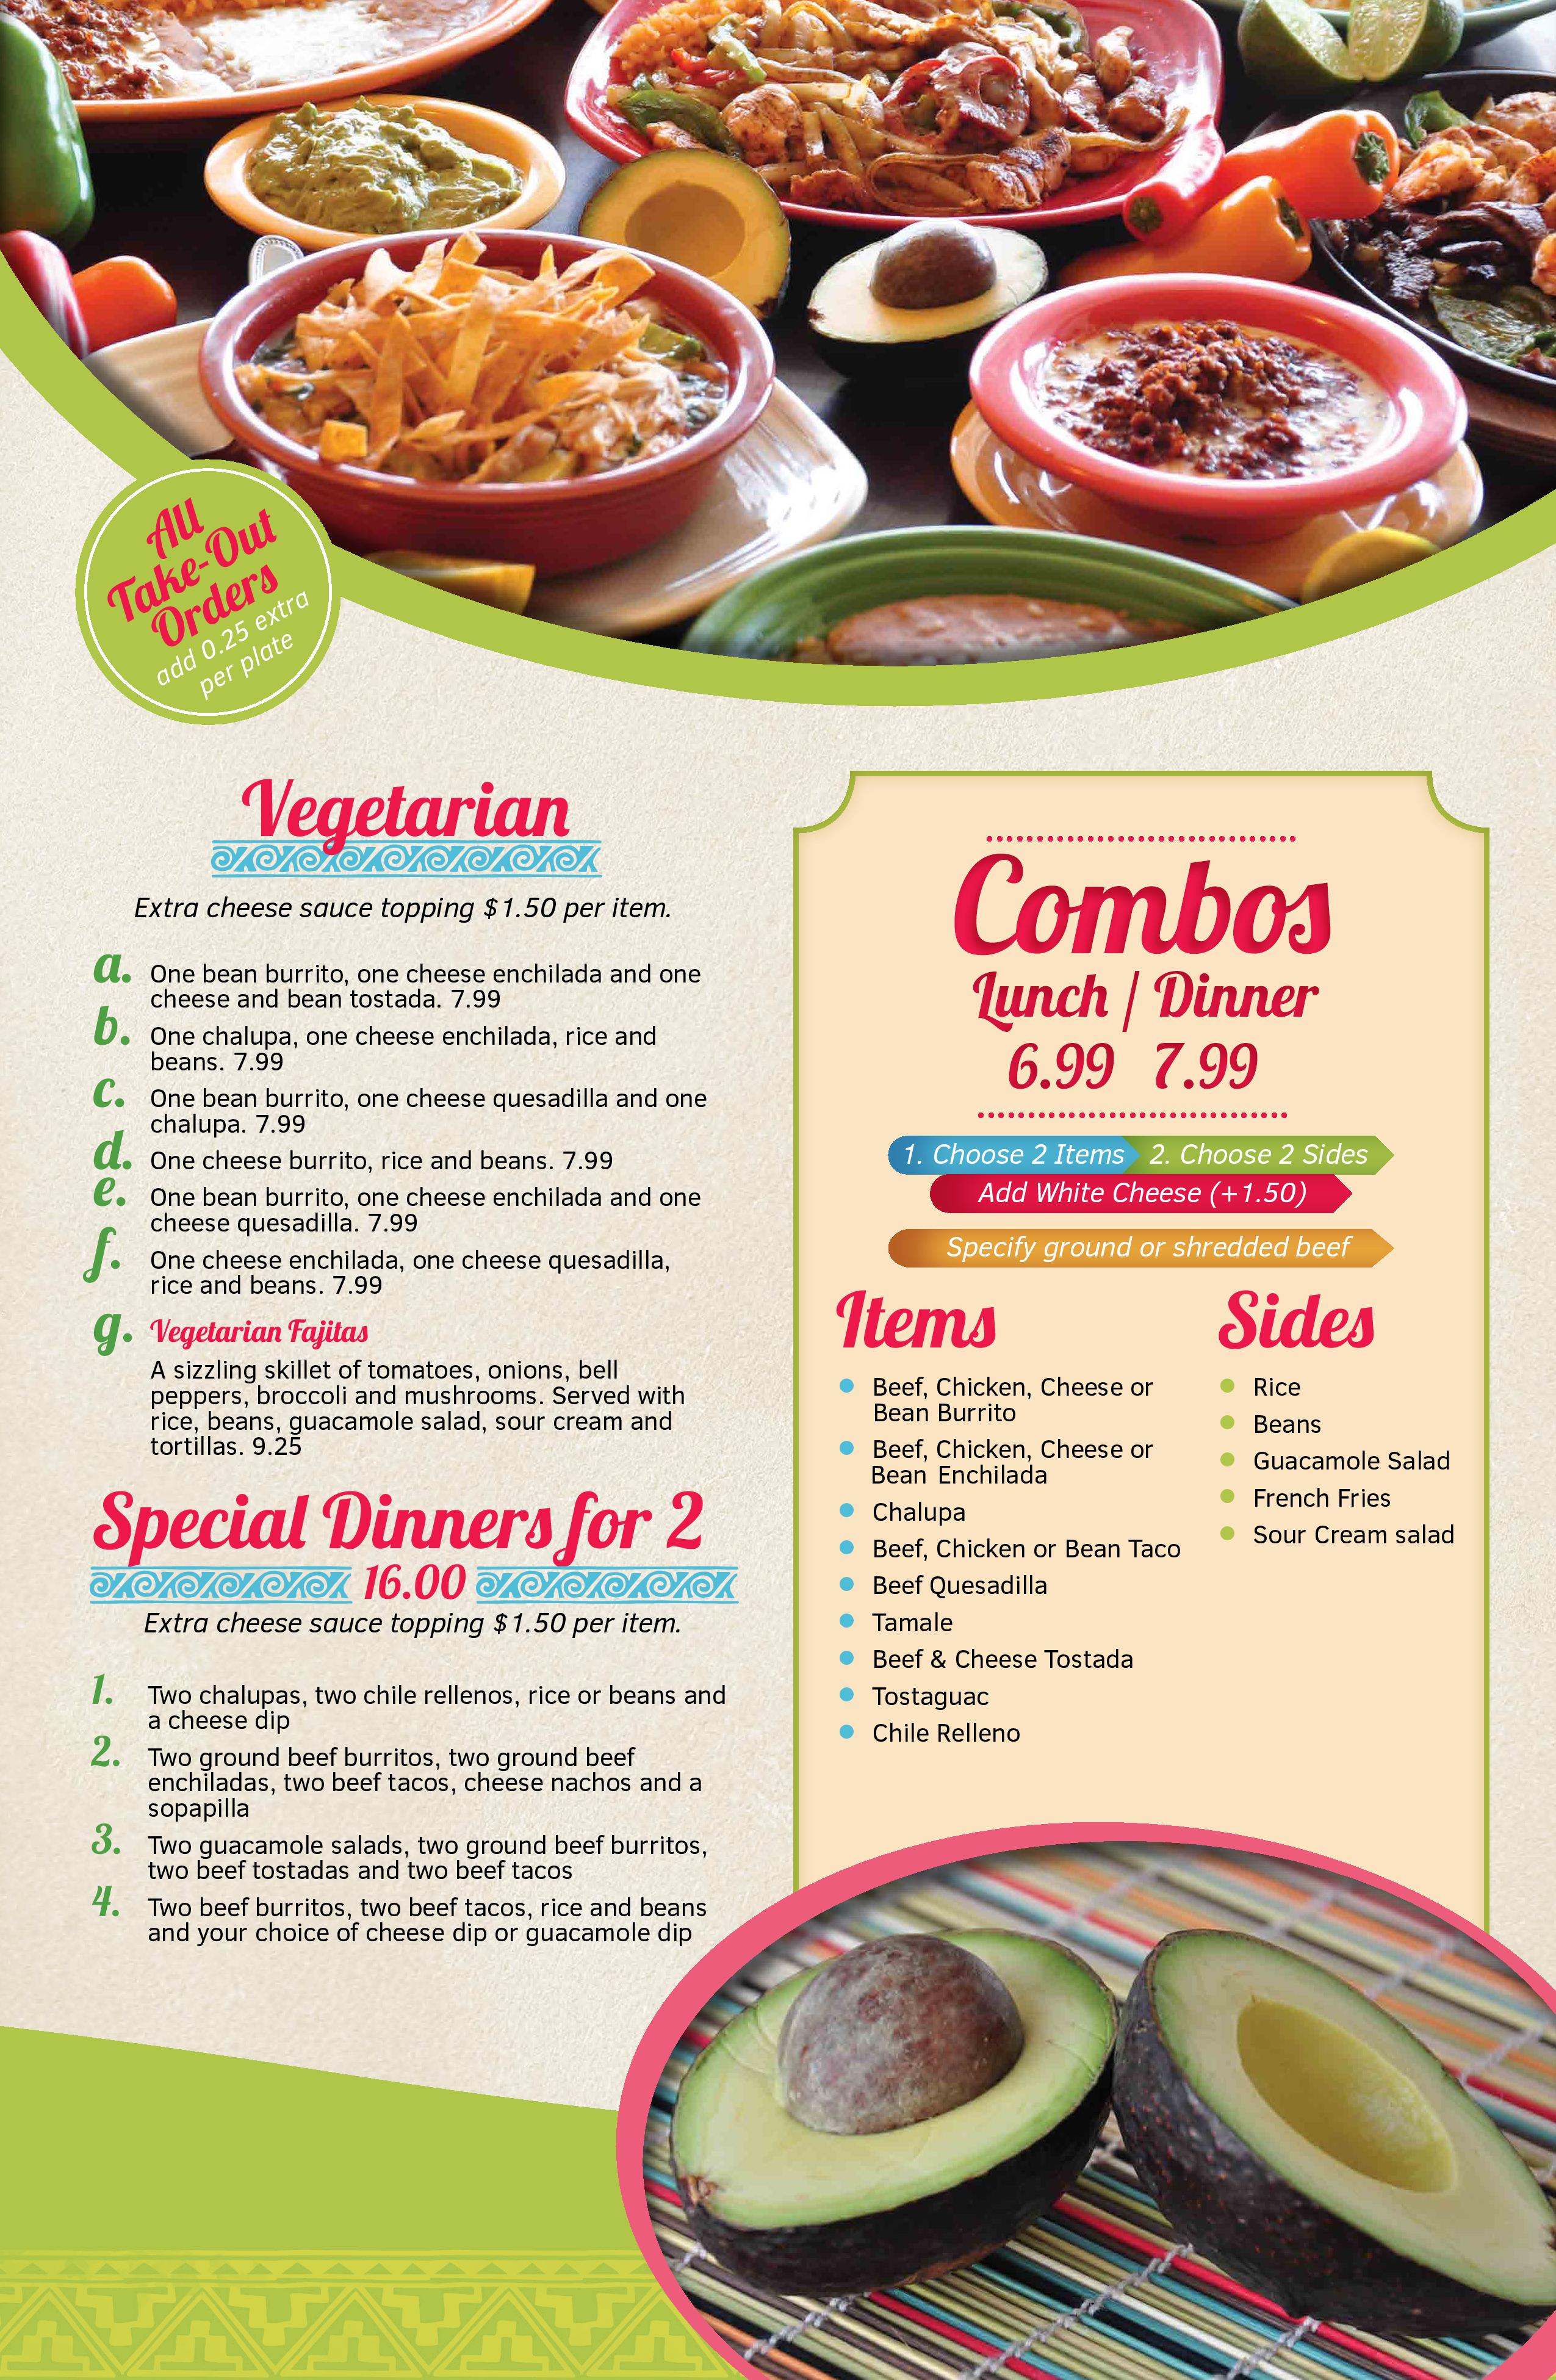 All
Take-Out
Orders
add 0.25 extra
per plate
Vegetarian
Extra cheese sauce topping $1.50 per item.
a. One bean burrito, one cheese enchilada and one
cheese and bean tostada. 7.99
b. One chalupa, one cheese enchilada, rice and
beans. 7.99
c. One bean burrito, one cheese quesadilla and one
chalupa. 7.99
d. One cheese burrito, rice and beans. 7.99
e. One bean burrito, one cheese enchilada and one
cheese quesadilla. 7.99
f. One cheese enchilada, one cheese quesadilla,
rice and beans. 7.99
g. Vegetarian Fajitas
A sizzling skillet of tomatoes, onions, bell
peppers, broccoli and mushrooms. Served with
rice, beans, guacamole salad, sour cream and
tortillas. 9.25
Special Dinners for 2
16.00
Extra cheese sauce topping $1.50 per item.
1. Two chalupas, two chile rellenos, rice or beans and
a cheese dip
2. Two ground beef burritos, two ground beef
enchiladas, two beef tacos, cheese nachos and a
sopapilla
3. Two guacamole salads, two ground beef burritos,
two beef tostadas and two beef tacos
4. Two beef burritos, two beef tacos, rice and beans
and your choice of cheese dip or guacamole dip
Combos
Lunch / Dinner
6.99 7.99
1. Choose 2 Items 2. Choose 2 Sides
Add White Cheese (+1.50)
Specify ground or shredded beef
Items
Beef, Chicken, Cheese or
Bean Burrito
Beef, Chicken, Cheese or
Bean Enchilada
Chalupa
Beef, Chicken or Bean Taco
Beef Quesadilla
Tamale
Beef & Cheese Tostada
Tostaguac
Chile Relleno
Sides
Rice
Beans
Guacamole Salad
French Fries
Sour Cream salad